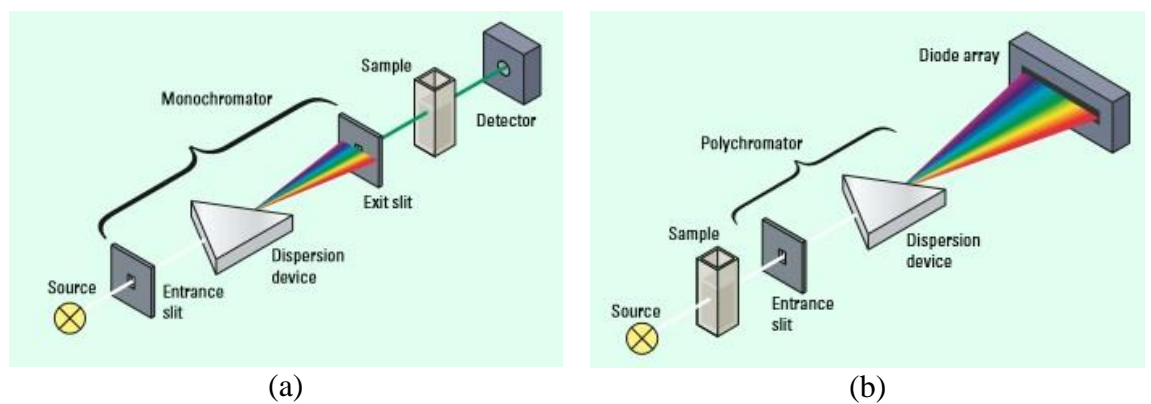 Sample
Monochromator
Detector
Exit slit
Dispersion
device
Source
Entrance
slit
(a)
Diode array
Polychromator
Sample
Dispersion
device
Source
Entrance
slit
(b)